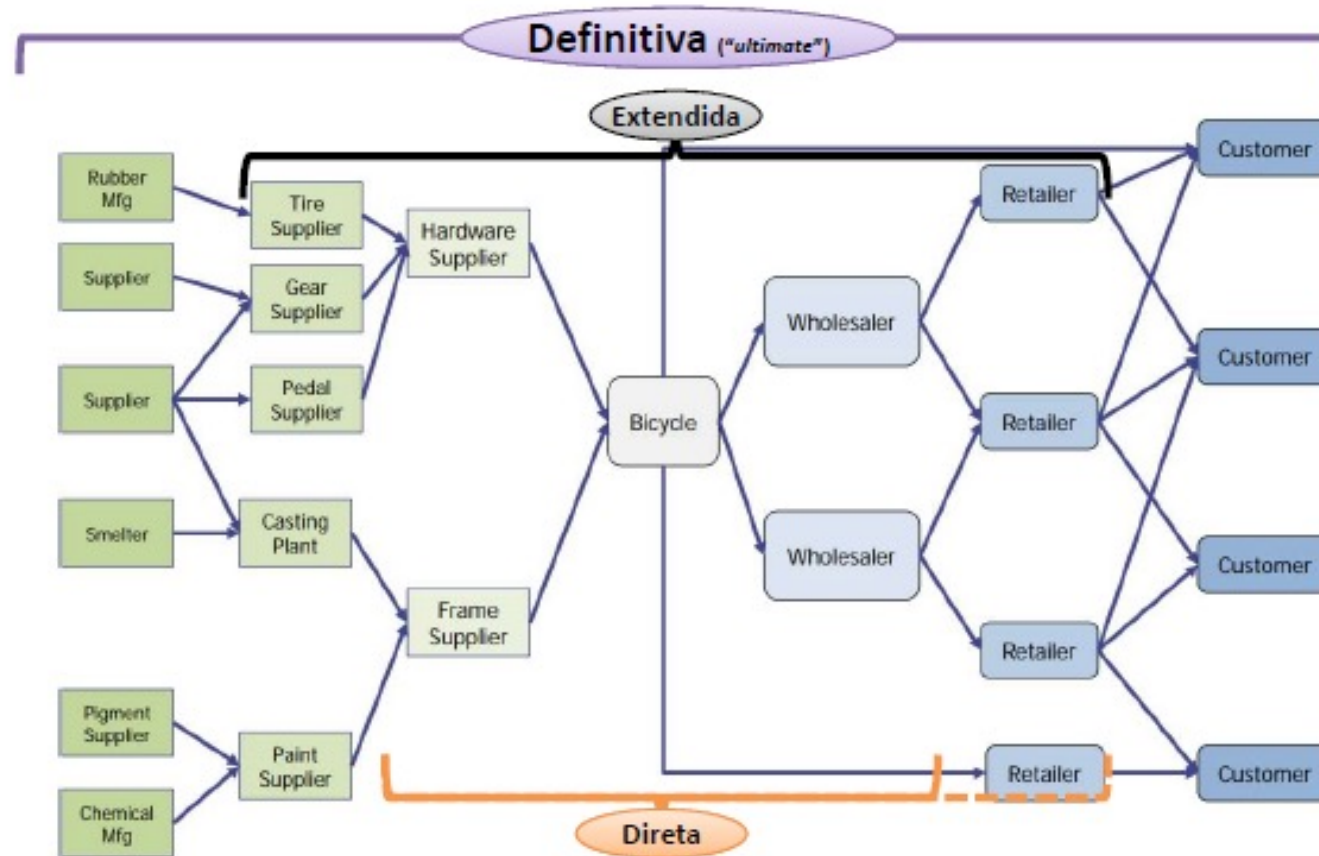 Definitiva ("ultimate")
Extendida
Rubber
Mfg
Supplier
Supplier
Smelter
Pigment
Supplier
Chemical
Mfg
Tire
Supplier
Gear
Supplier
Pedal
Supplier
Casting
Plant
Paint
Supplier
Hardware
Supplier
Frame
Supplier
Bicycle
Wholesaler
Wholesaler
Retailer
Retailer
Retailer
Retailer
Customer
Customer
Customer
Customer
Direta